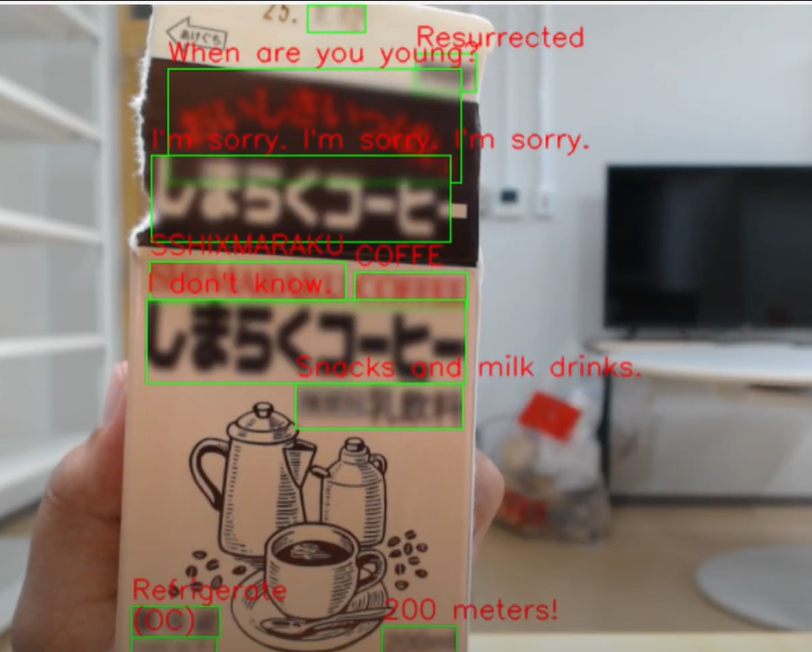 25.
あけぐち
Resurrected
When are you young?
I'm sorry. I'm sorry. I'm sorry.
しまらくコーヒー
SSHIXMARAKU COFFE
I don't know. COFFEE
しまらくコーヒー
Snacks and milk drinks.
乳飲料
Refrigerate
(OC)
200 meters!